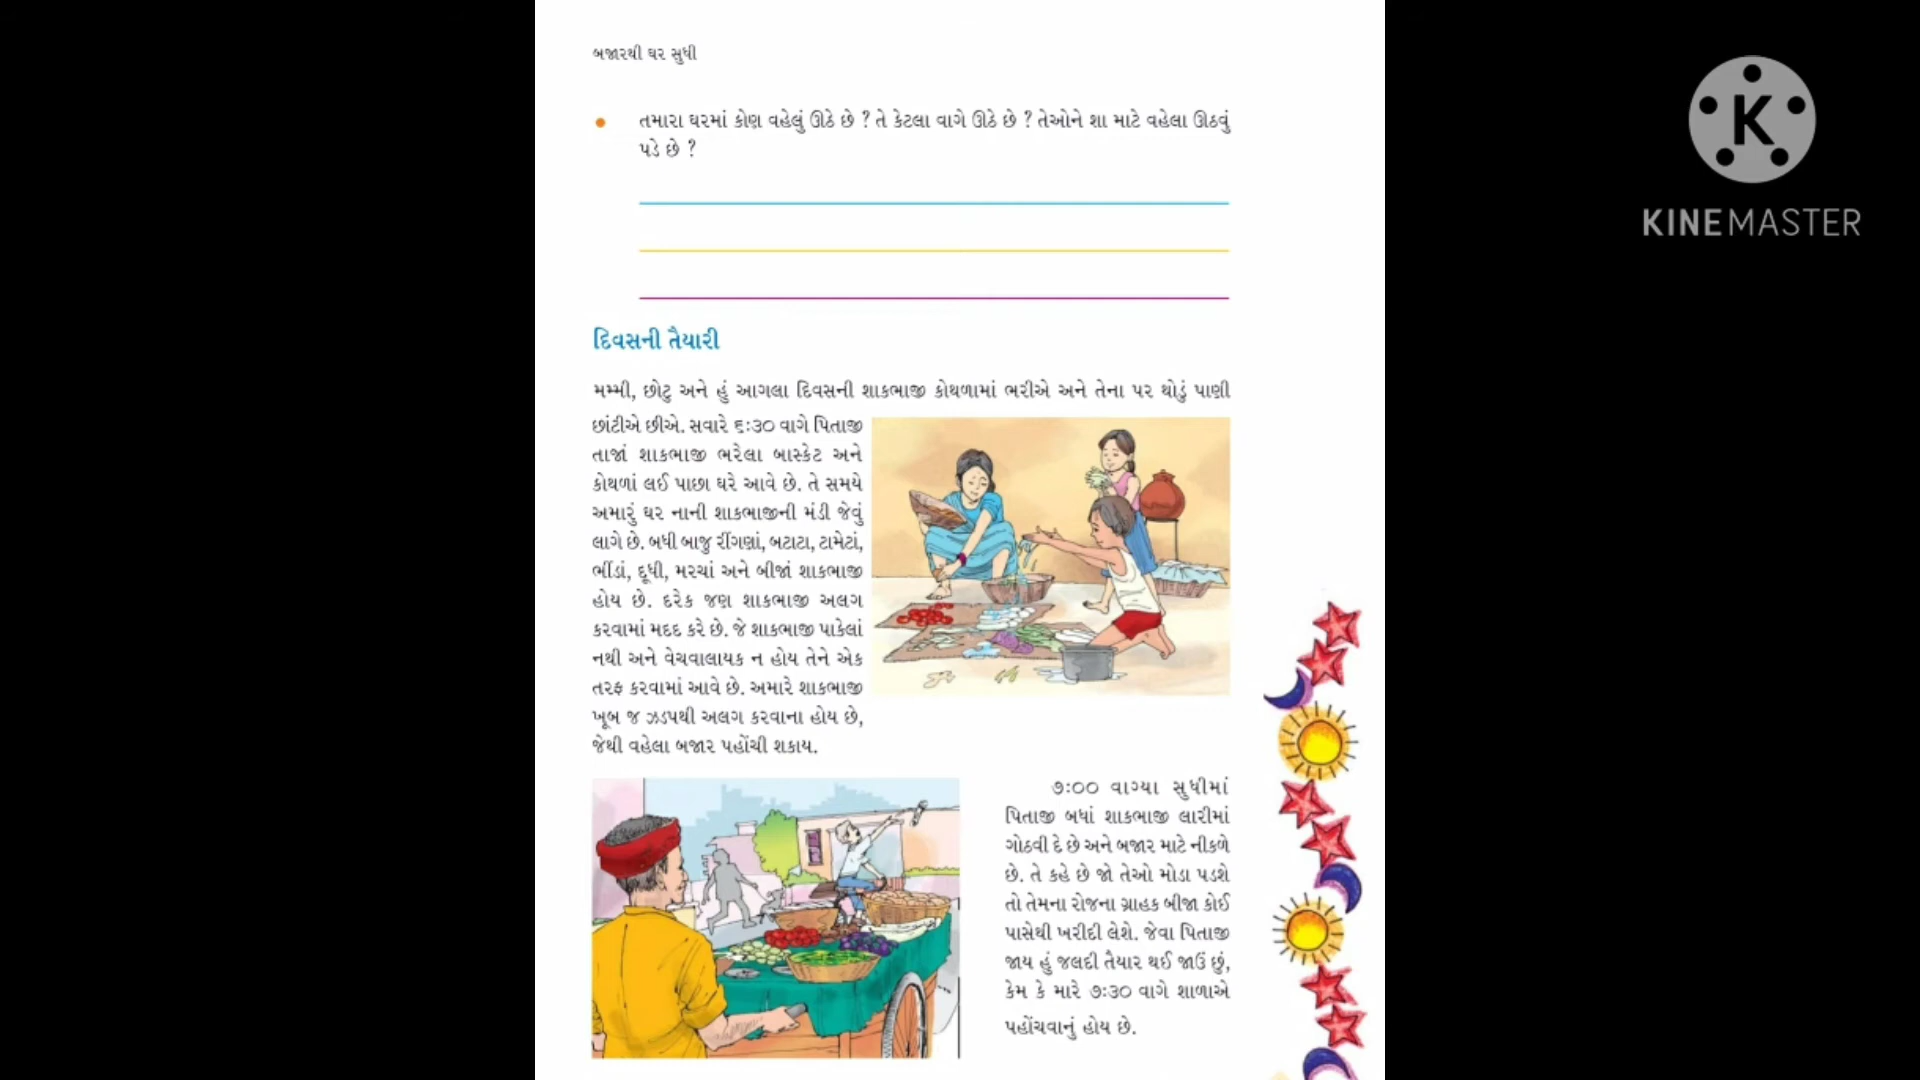 બજારથી ઘર સુધી
તમારા ઘરમાં કોણ વહેલું ઊઠે છે ? તે કેટલા વાગે ઊઠે છે ? તેઓને શા માટે વહેલા ઊઠવું
પડે છે ?
દિવસની તૈયારી
મમ્મી, છોટુ અને હું આગલા દિવસની શાકભાજી કોથળામાં ભરીએ અને તેના પર થોડું પાણી
છાંટીએ છીએ. સવારે ૬:૩૦ વાગે પિતાજી
તાજાં શાકભાજી ભરેલા બાસ્કેટ અને
કોથળાં લઈ પાછા ઘરે આવે છે. તે સમયે
અમારું ઘર નાની શાકભાજીની મંડી જેવું
લાગે છે. બધી બાજુ રીંગણાં, બટાટા, ટામેટાં,
ભીંડાં, દૂધી, મરચાં અને બીજાં શાકભાજી
હોય છે. દરેક જણ શાકભાજી અલગ
કરવામાં મદદ કરે છે. જે શાકભાજી પાકેલાં
નથી અને વેચવાલાયક ન હોય તેને એક
તરફ કરવામાં આવે છે. અમારે શાકભાજી
ખૂબ જ ઝડપથી અલગ કરવાના હોય છે,
જેથી વહેલા બજાર પહોંચી શકાય.
૭:૦૦ વાગ્યા સુધીમાં
પિતાજી બધાં શાકભાજી લારીમાં
ગોઠવી દે છે અને બજાર માટે નીકળે
છે. તે કહે છે જો તેઓ મોડા પડશે
તો તેમના રોજના ગ્રાહક બીજા કોઈ
પાસેથી ખરીદી લેશે. જેવા પિતાજી
જાય હું જલદી તૈયાર થઈ જાઉં છું,
કેમ કે મારે ૭:૩૦ વાગે શાળાએ
પહોંચવાનું હોય છે.
K
KINEMASTER